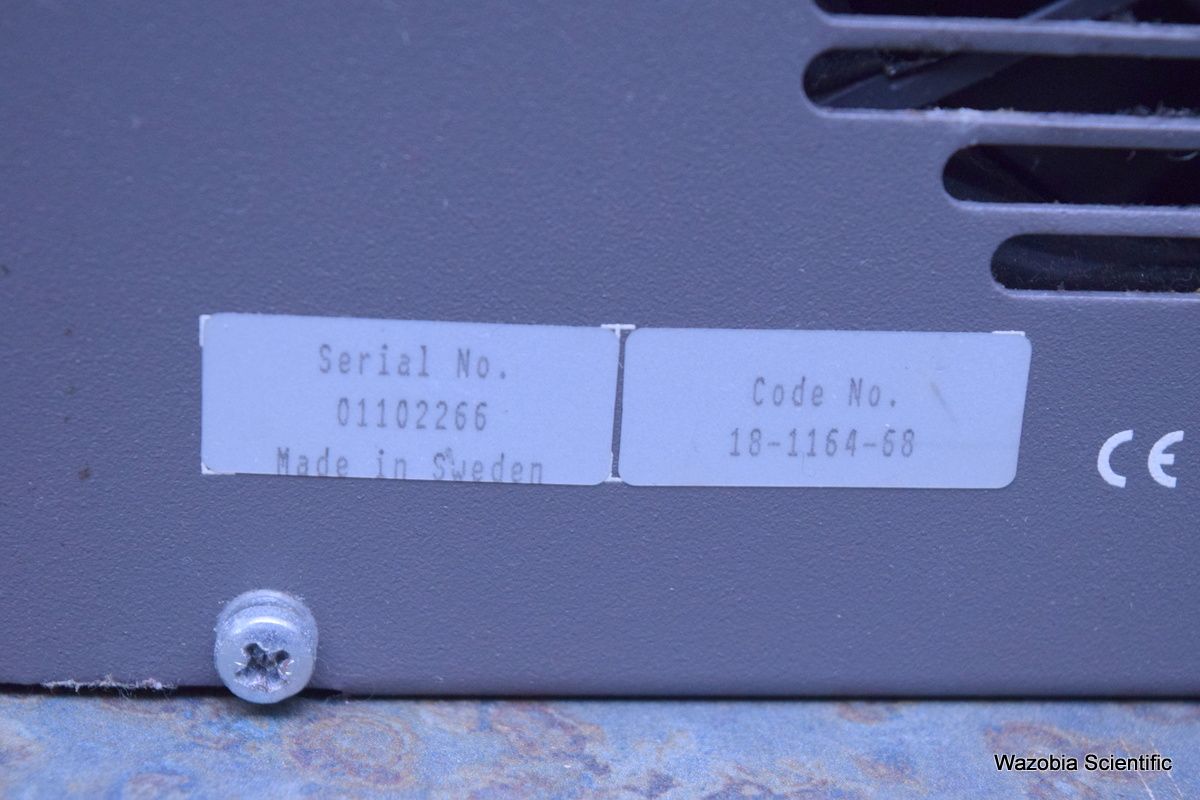 Serial No.
01102266
Made in Sweden
Code No.
18-1164-68
CE
Wazobia Scientific